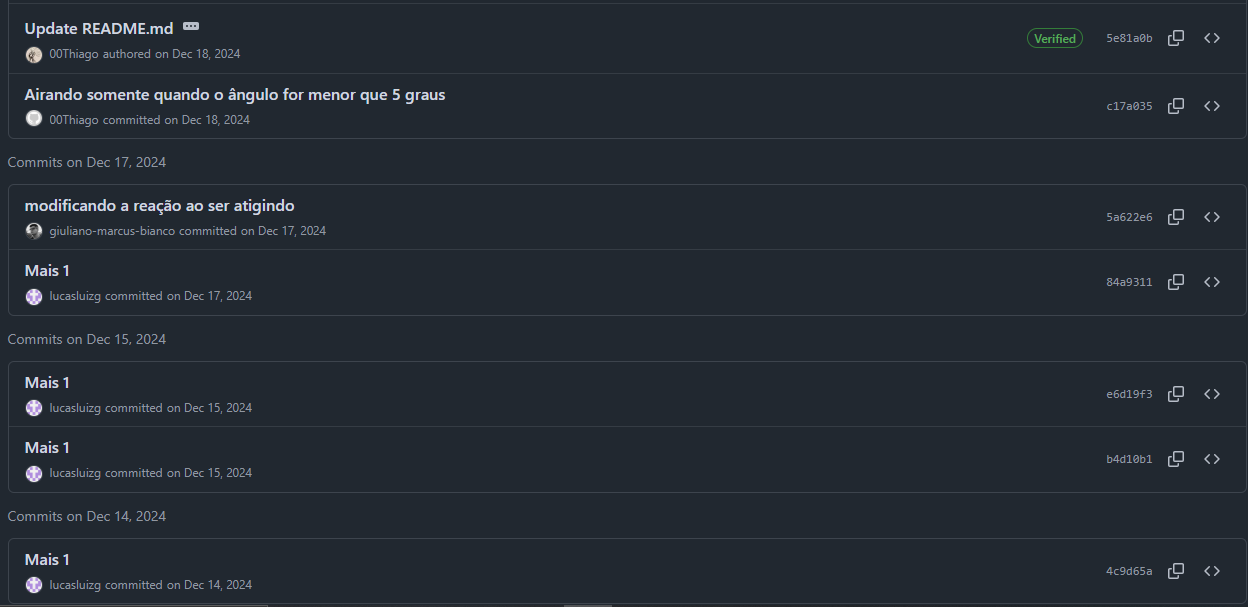 Update README.md
00Thiago authored on Dec 18, 2024
Verified
5e81a0b
Airando somente quando o ângulo for menor que 5 graus
00Thiago committed on Dec 18, 2024
c17a035
Commits on Dec 17, 2024
modificando a reação ao ser atigindo
giuliano-marcus-bianco committed on Dec 17, 2024
5a622e6
Mais 1
lucasluizg committed on Dec 17, 2024
84a9311
Commits on Dec 15, 2024
Mais 1
lucasluizg committed on Dec 15, 2024
e6d19f3
Mais 1
lucasluizg committed on Dec 15, 2024
b4d10b1
Commits on Dec 14, 2024
Mais 1
lucasluizg committed on Dec 14, 2024
4c9d65a